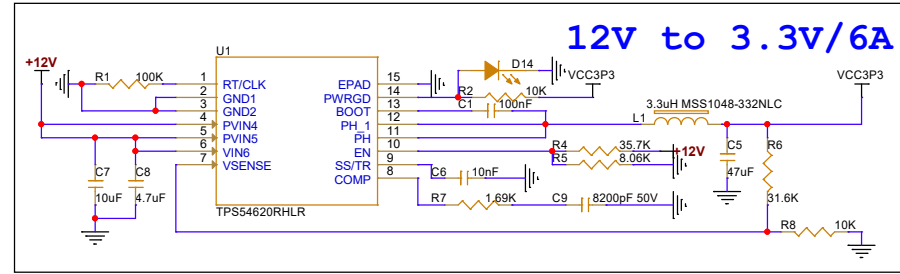 12V to 3.3V/6A
U1
+12V
R1 100K
1 RT/CLK
2 GND1
3 GND2
4 PVIN4
5 PVIN5
6 VIN6
7 VSENSE
EPAD 15
PWRGD 14
BOOT 13
PH_1 12
PH 11
EN 10
SS/TR 9
COMP 8
TPS54620RHLR
D14
R2 10K
VCC3P3
C1 100nF
3.3uH MSS1048-332NLC
L1
VCC3P3
R4 35.7K
+12V
R5 8.06K
C6 10nF
R7 1.69K
C9 8200pF 50V
C7
10uF
C8
4.7uF
C5
47uF
R6
31.6K
R8 10K